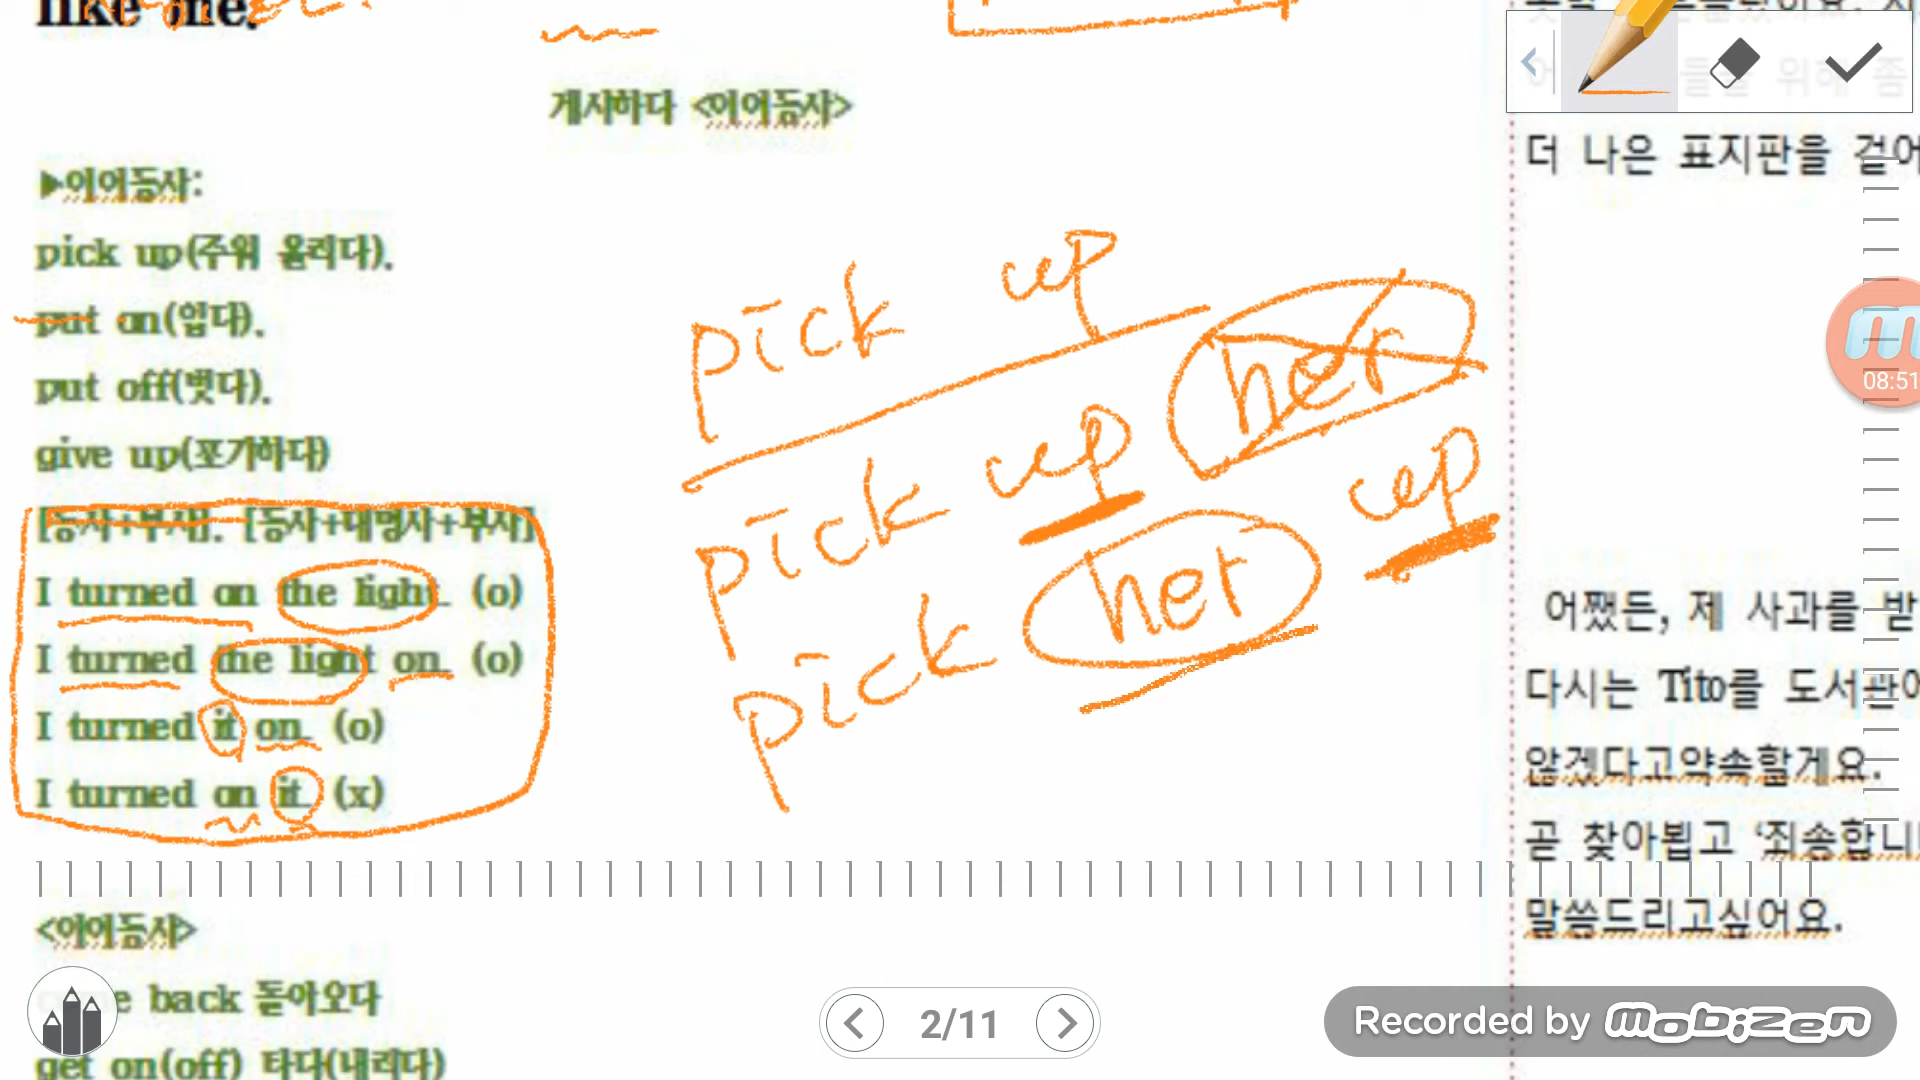 like me.
게시하다 <이어동사>
▶이어동사:
pick up(주워 올리다).
put on(입다).
put off(벗다).
give up(포기하다)
[동사+부사]. [동사+대명사+부사]
I turned on the light. (o)
I turned the light on. (o)
I turned it on. (o)
I turned on it. (x)
<이어동사>
back 돌아오다
get on(off) 타다(내리다)
pick up
pick up her
pick her up
위해 좀
더 나은 표지판을 걸어
08:51
어쨌든, 제 사과를 받
다시는 Tito를 도서관에
않겠다고약속할게요.
곧 찾아뵙고 '죄송합니
말씀드리고싶어요.
2/11
Recorded by mobizen